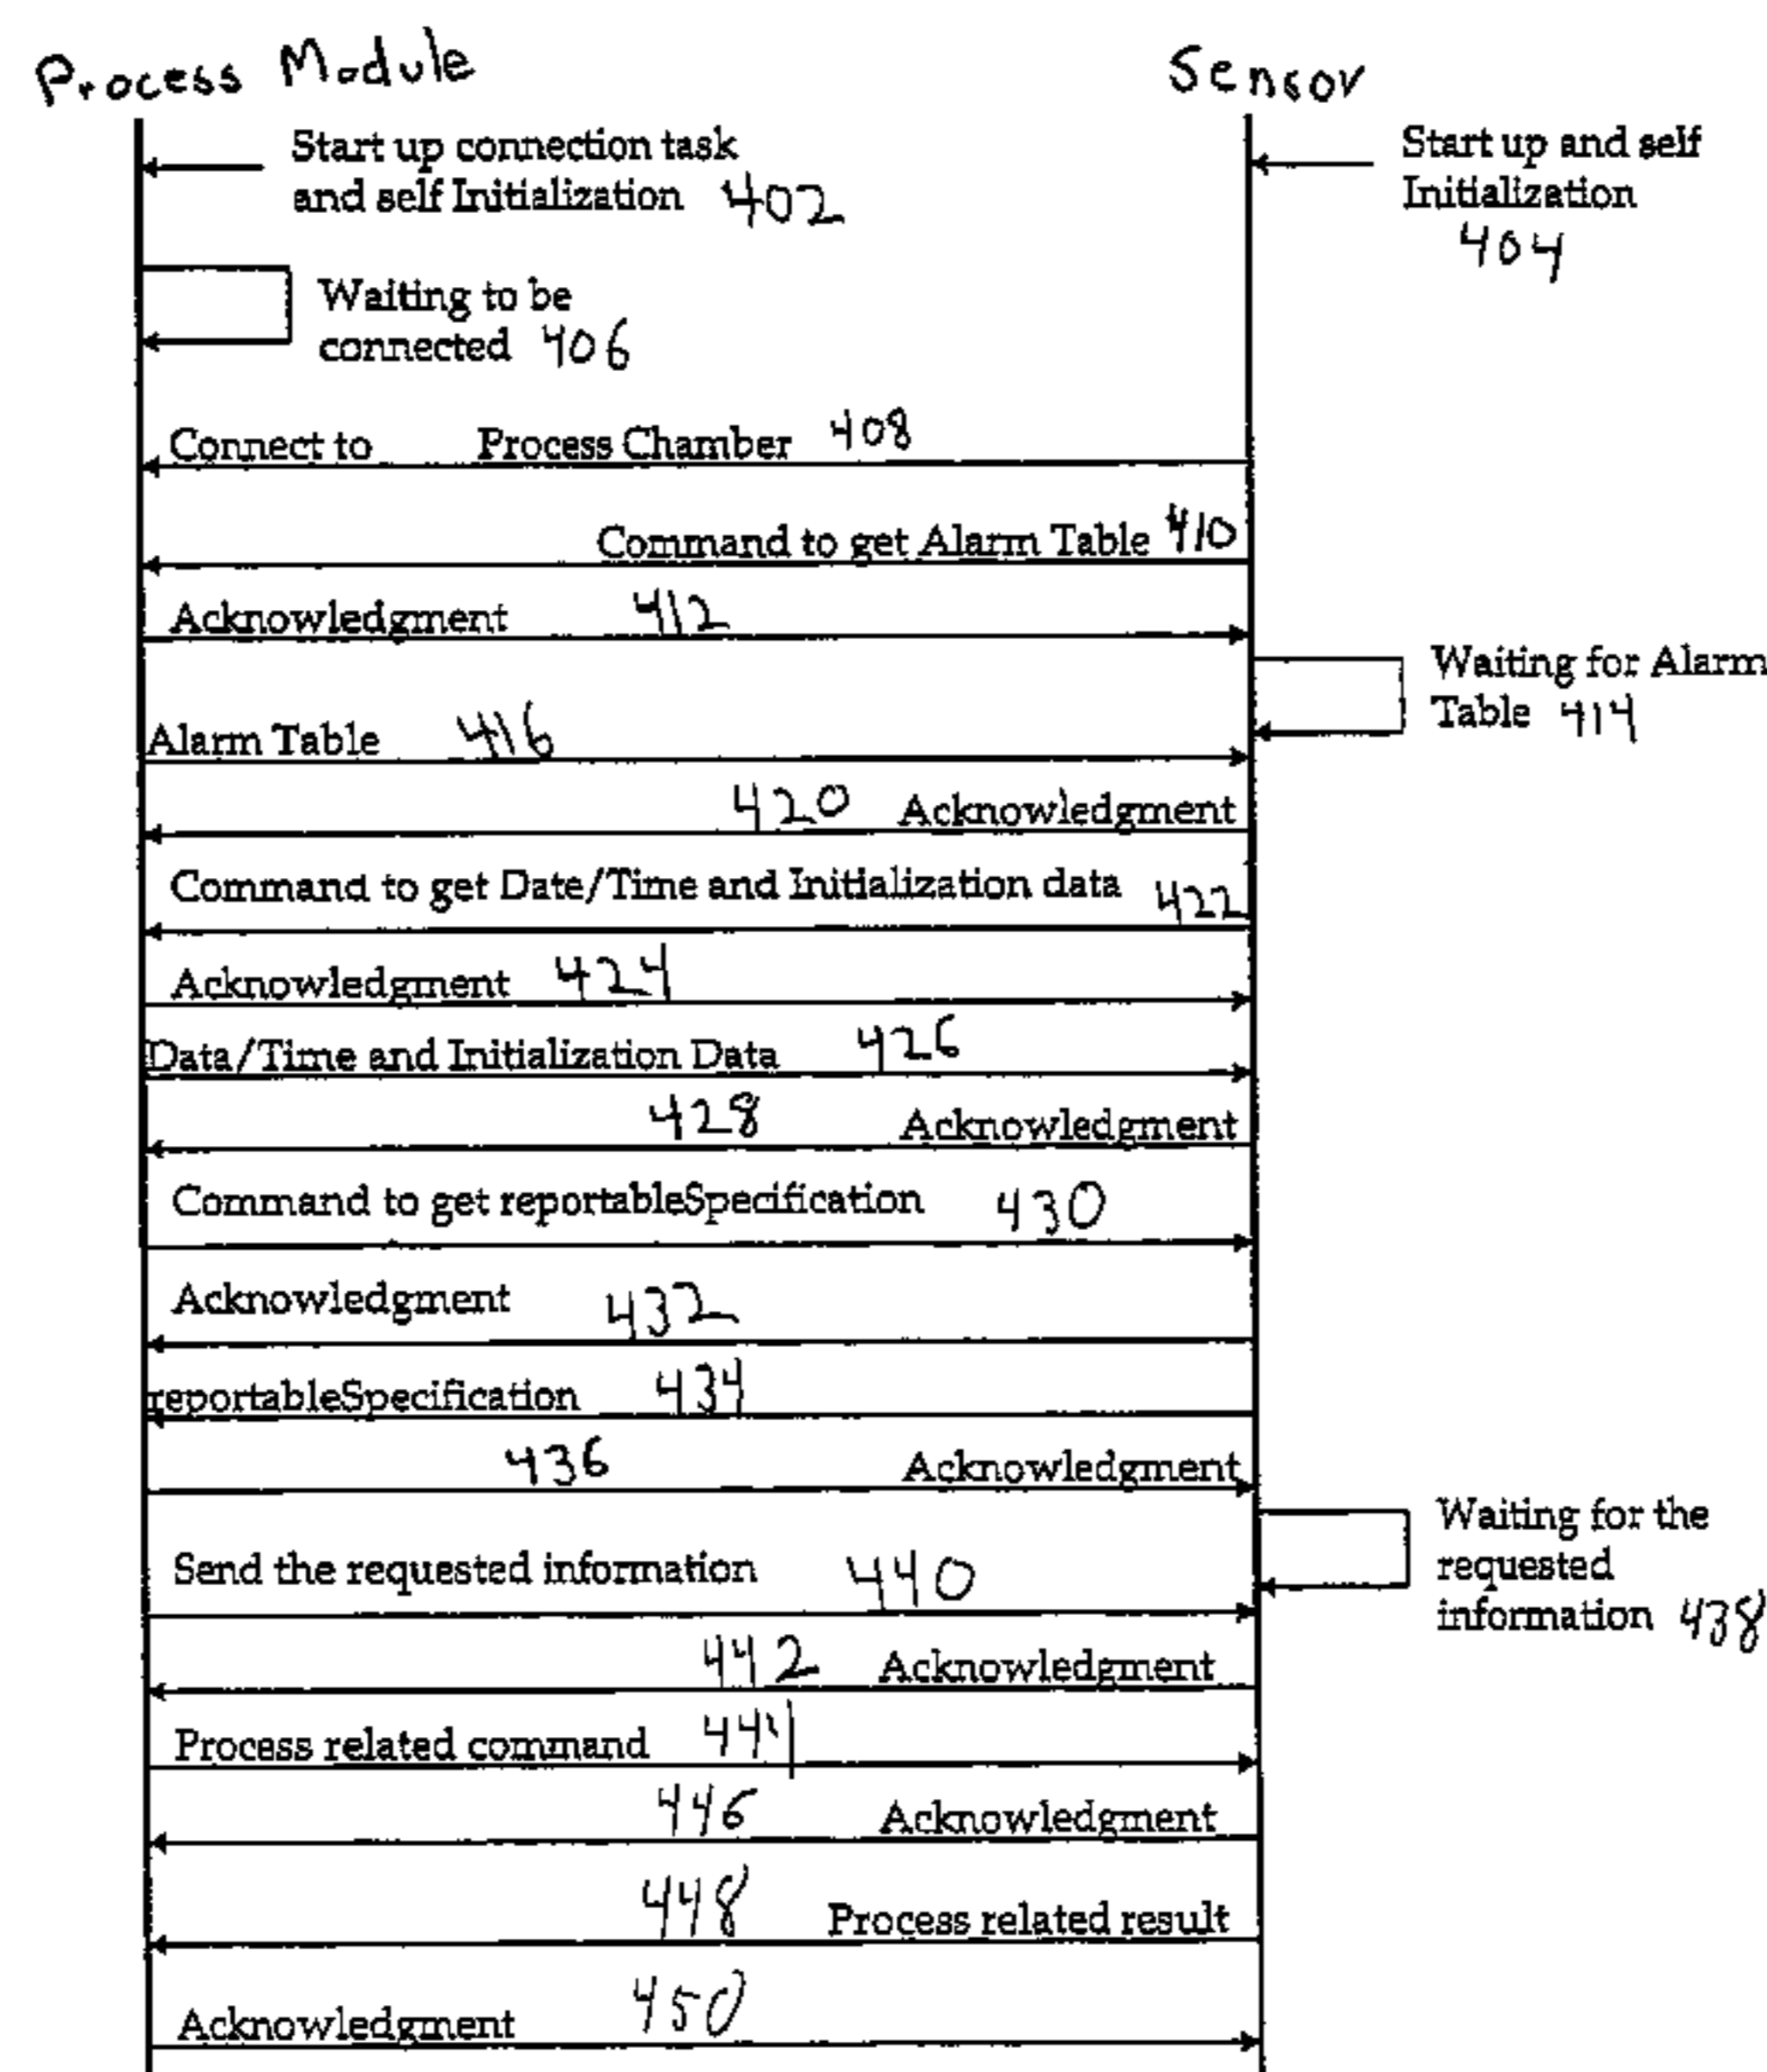 Process Module
Sensor
Start up connection task
and self Initialization 402
Start up and self
Initialization
404
Waiting to be
connected 406
Connect to Process Chamber 408
Command to get Alarm Table 410
Acknowledgment 412
Waiting for Alarm
Table 414
Alarm Table 416
420 Acknowledgment
Command to get Date/Time and Initialization data 422
Acknowledgment 424
Data/Time and Initialization Data 426
428 Acknowledgment
Command to get reportableSpecification 430
Acknowledgment 432
reportableSpecification 434
436 Acknowledgment
Waiting for the
requested
information 438
Send the requested information 440
442 Acknowledgment
Process related command 444
446 Acknowledgment
448 Process related result
Acknowledgment 450